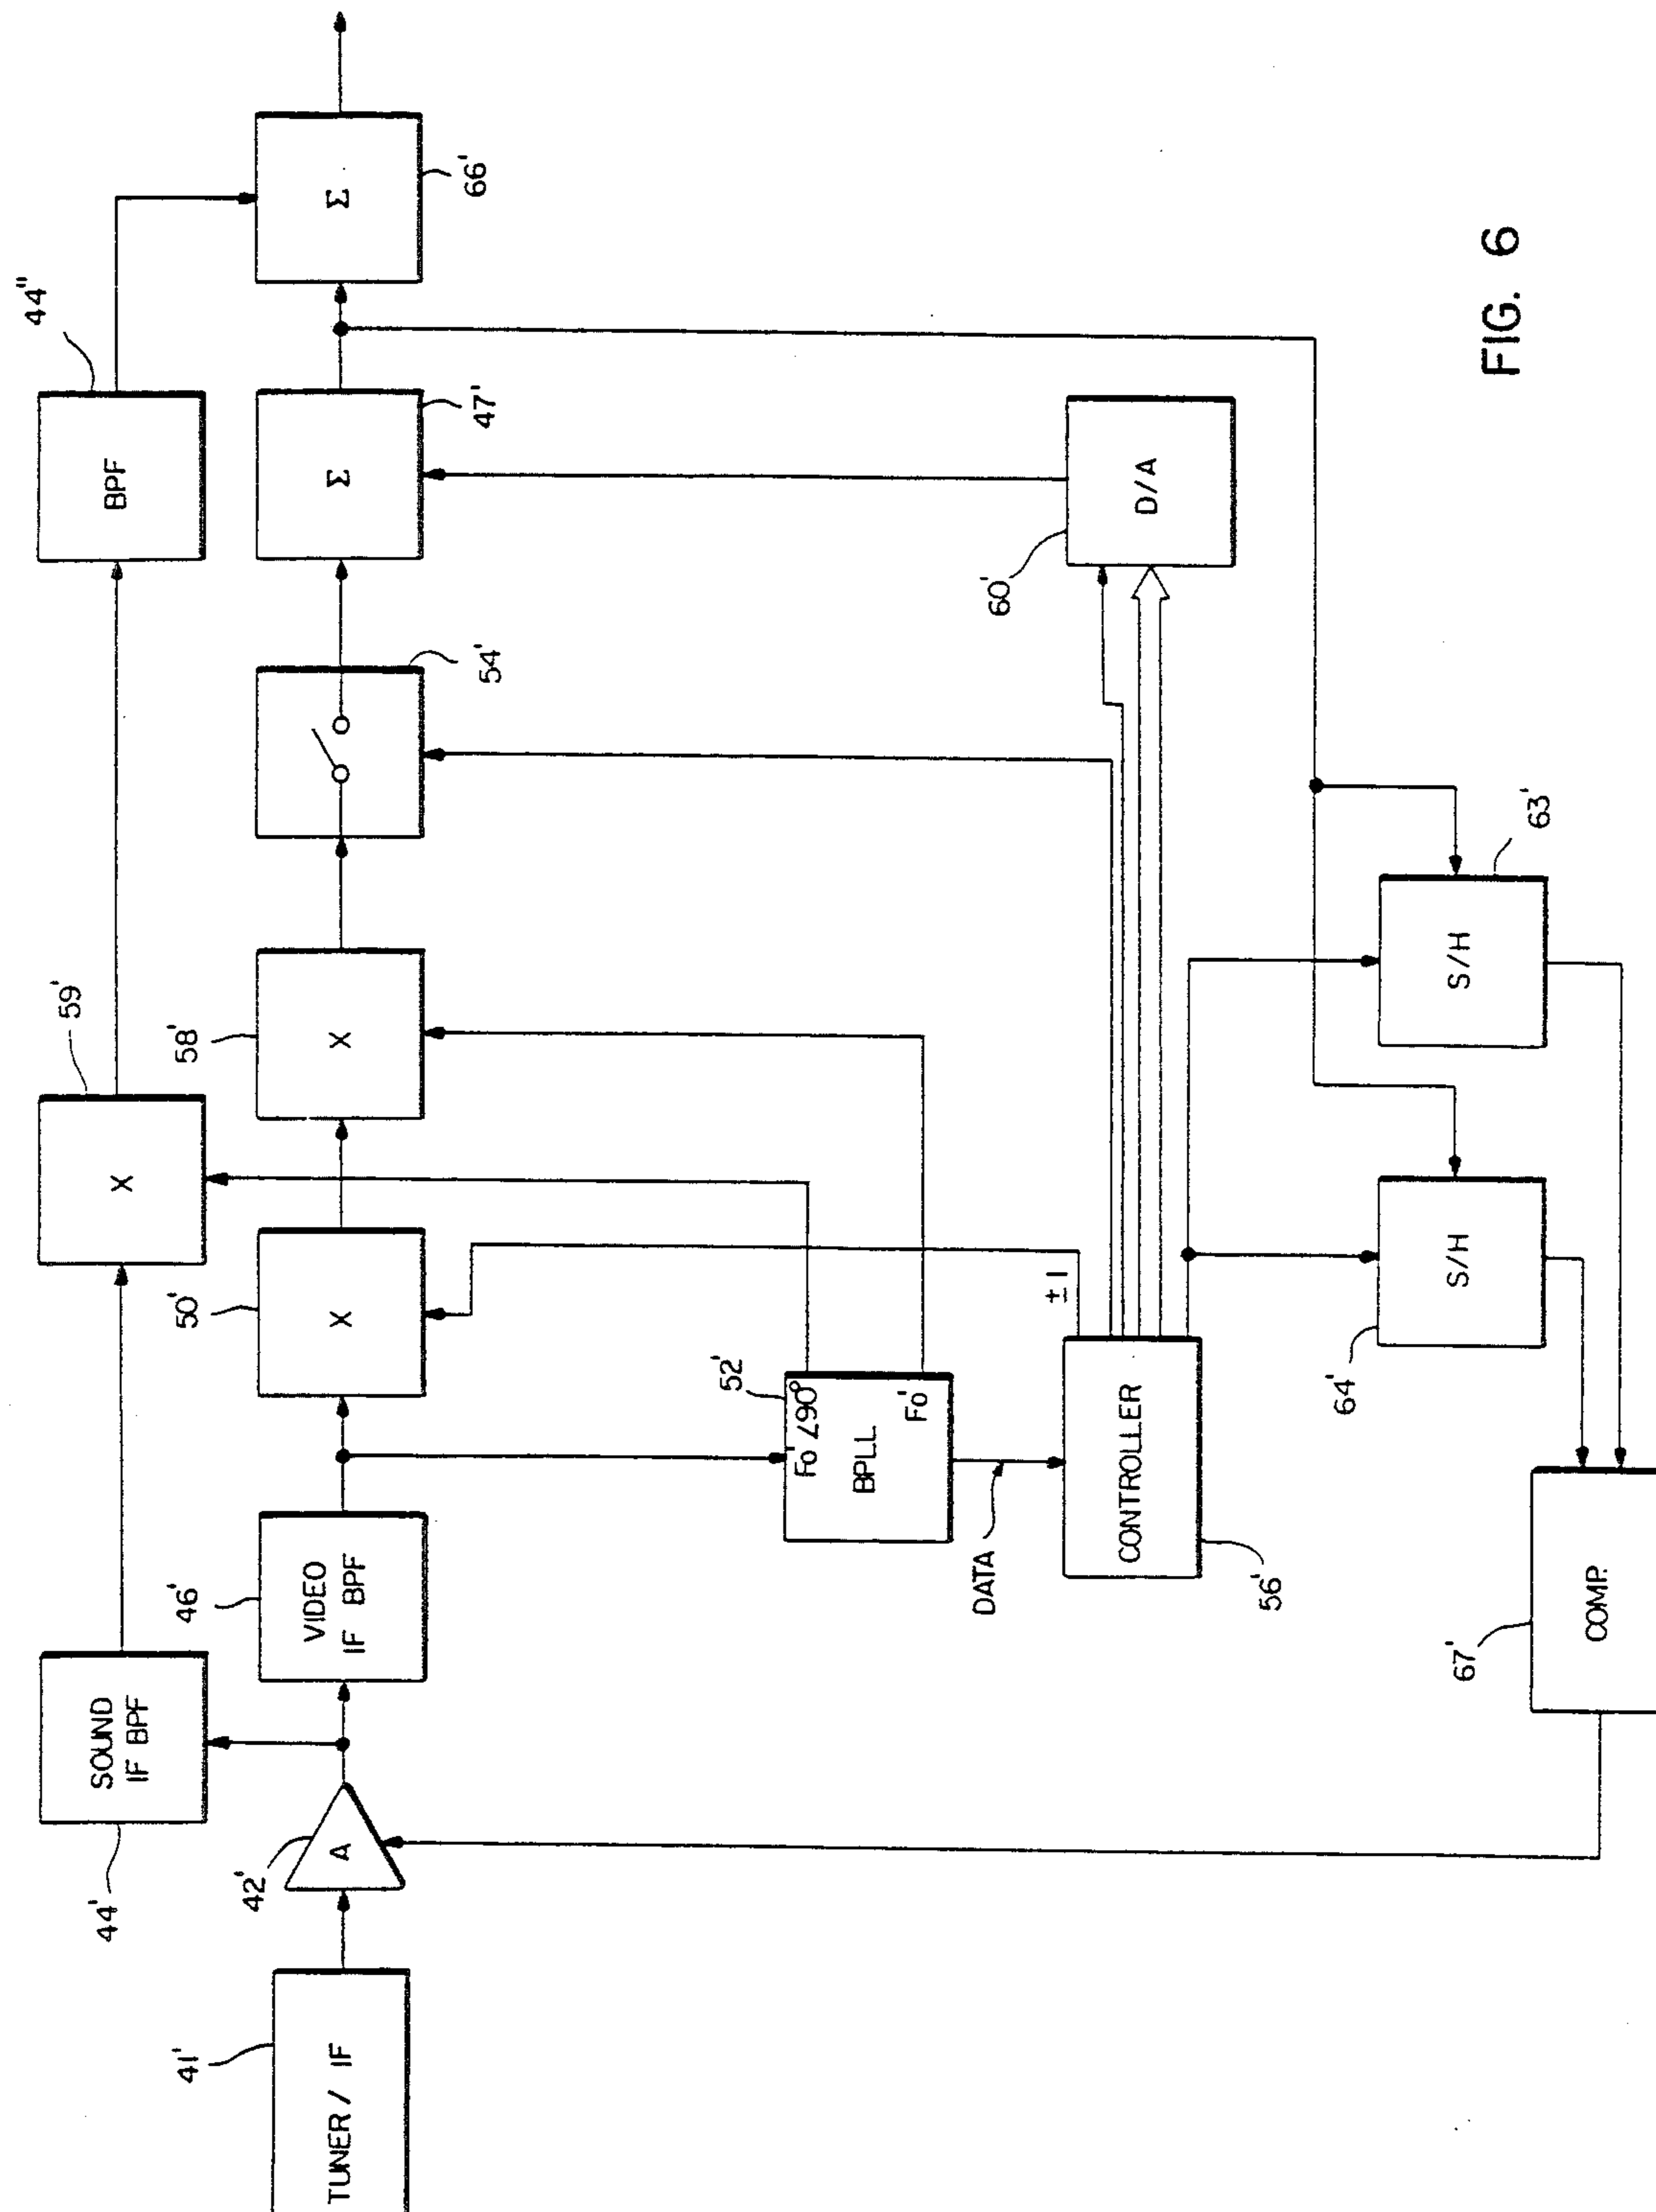 TUNER / IF
41'
A
42'
SOUND
IF BPF
44'
VIDEO
IF BPF
46'
X
50'
X
59'
X
58'
54'
BPF
44"
Σ
47'
Σ
66'
Fo' ∠90°
Fo'
BPLL
52'
DATA
±1
CONTROLLER
56'
D/A
60'
S/H
64'
S/H
63'
COMP.
67'
FIG. 6